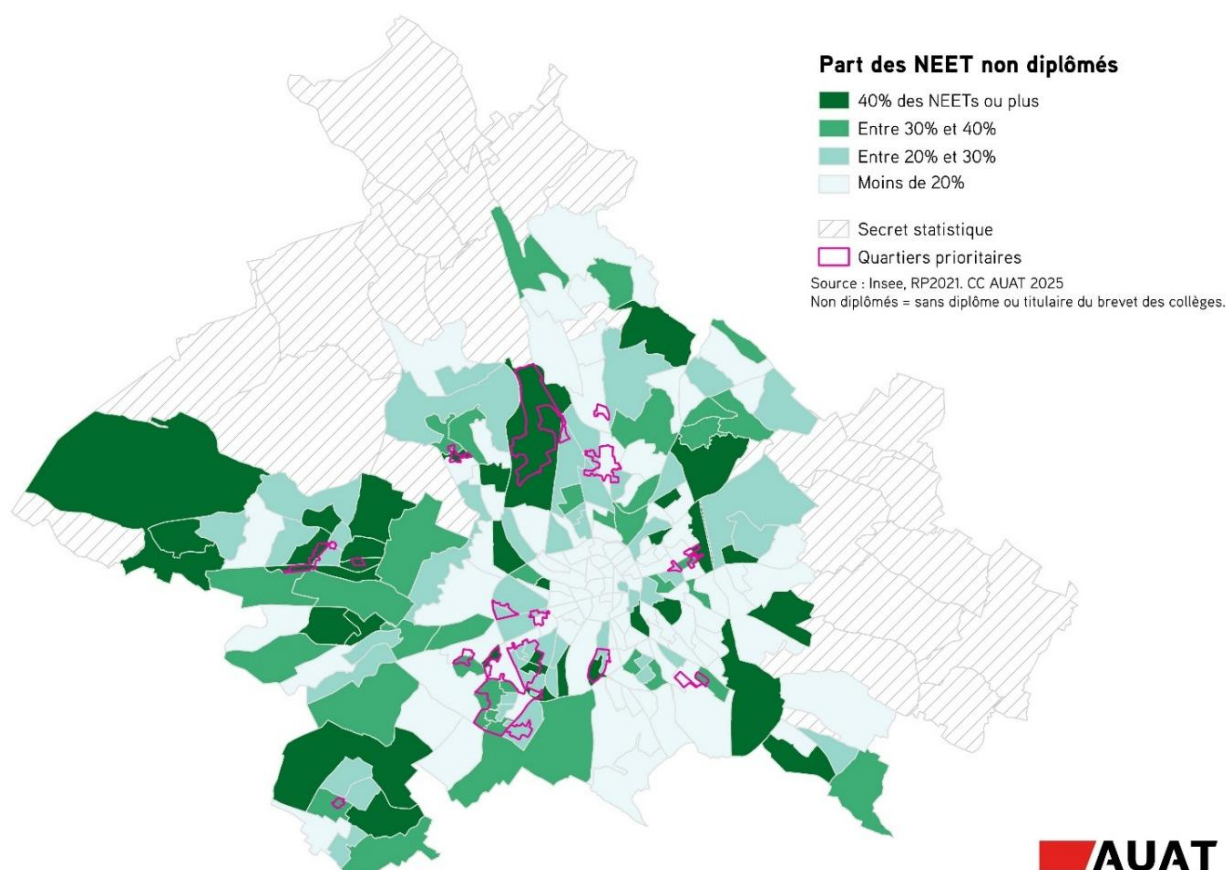 Part des NEET non diplômés
40% des NEETs ou plus
Entre 30% et 40%
Entre 20% et 30%
Moins de 20%
Secret statistique
Quartiers prioritaires
Source : Insee, RP2021. CC AUAT 2025
Non diplômés = sans diplôme ou titulaire du brevet des collèges.
AUAT